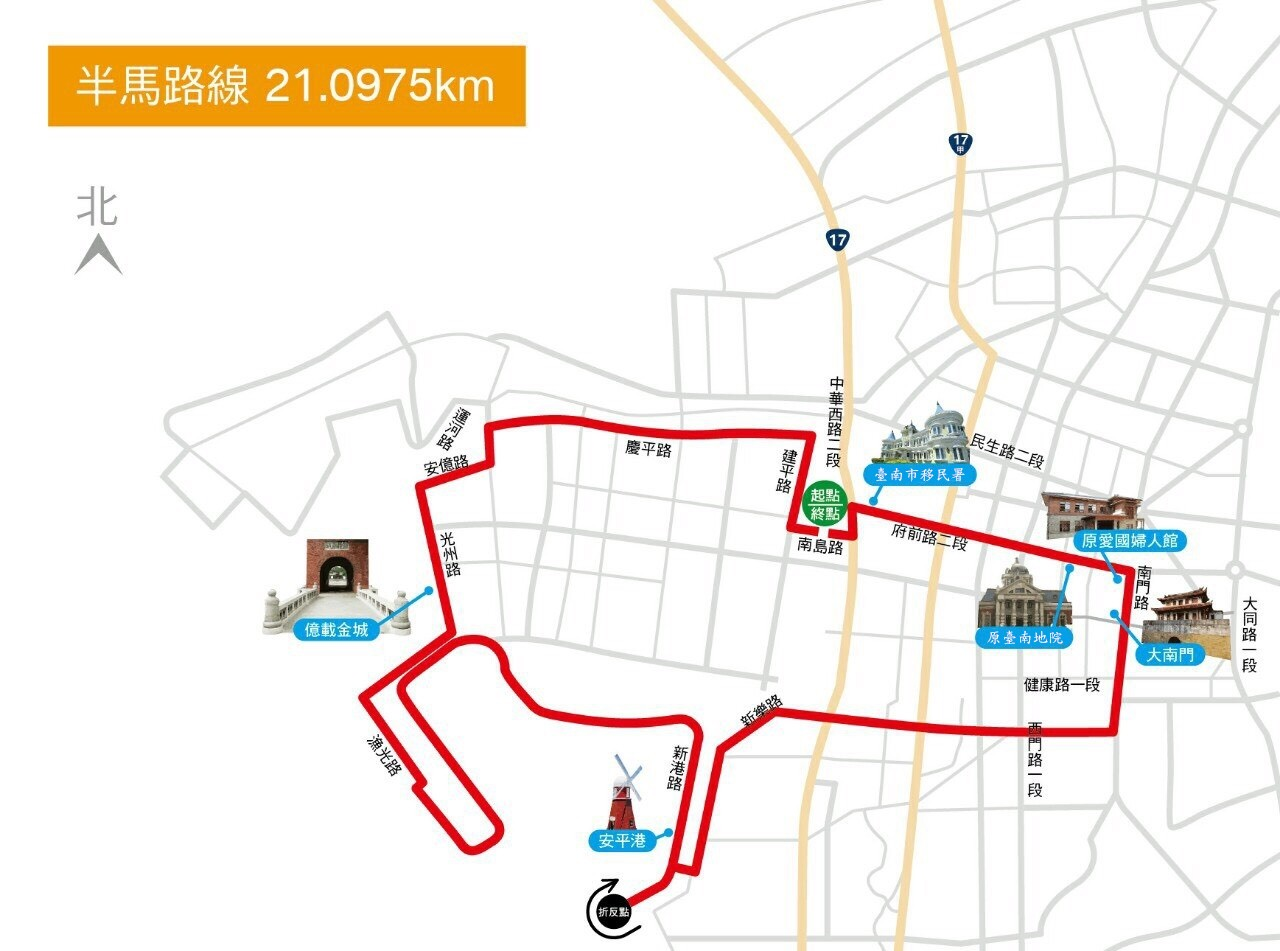 半馬路線 21.0975km
北
17
甲
17
中華西路二段
運河路
安億路
慶平路
建平路
臺南市移民署
民生路二段
起點
終點
南島路
府前路二段
原愛國婦人館
光州路
南門路
億載金城
原臺南地院
大南門
大同路一段
健康路一段
新樂路
西門路一段
漁光路
新港路
安平港
折反點